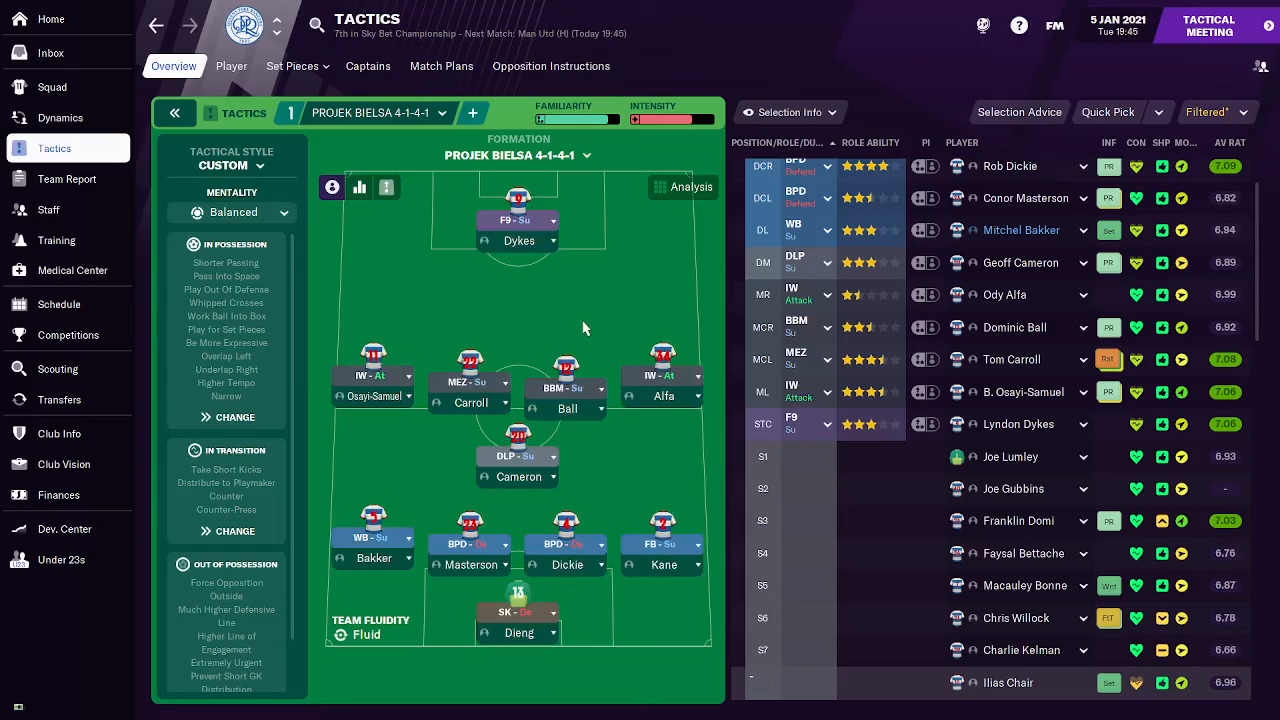 Home
Inbox
Squad
Dynamics
Tactics
Team Report
Staff
Training
Medical Center
Schedule
Competitions
Scouting
Transfers
Club Info
Club Vision
Finances
Dev. Center
Under 23s
TACTICS
7th in Sky Bet Championship - Next Match: Man Utd (H) (Today 19:45)
FM
5 JAN 2021
Tue 19:45
TACTICAL
MEETING
Overview
Player
Set Pieces
Captains
Match Plans
Opposition Instructions
TACTICS
1
PROJEK BIELSA 4-1-4-1
FAMILIARITY
INTENSITY
TACTICAL STYLE
CUSTOM
MENTALITY
Balanced
IN POSSESSION
Shorter Passing
Pass Into Space
Play Out Of Defense
Whipped Crosses
Work Ball Into Box
Play for Set Pieces
Be More Expressive
Overlap Left
Underlap Right
Higher Tempo
Narrow
CHANGE
IN TRANSITION
Take Short Kicks
Distribute to Playmaker
Counter
Counter-Press
CHANGE
OUT OF POSSESSION
Force Opposition
Outside
Much Higher Defensive
Line
Higher Line of
Engagement
Extremely Urgent
Prevent Short GK
Distribution
FORMATION
PROJEK BIELSA 4-1-4-1
Analysis
9
F9 - Su
Dykes
11
IW - At
Osayi-Samuel
22
MEZ - Su
Carroll
12
BBM - Su
Ball
IW - At
Alfa
20
DLP - Su
Cameron
WB - Su
Bakker
23
BPD - De
Masterson
4
BPD - De
Dickie
2
FB - Su
Kane
13
SK - De
Dieng
TEAM FLUIDITY
Fluid
Selection Info
Selection Advice
Quick Pick
Filtered*
POSITION/ROLE/DU...
ROLE ABILITY
PI
PLAYER
INF
CON
SHP
MO...
AV RAT
DCR BPD Defend Rob Dickie PR 7.09
DCL BPD Defend Conor Masterson PR 6.82
DL WB Su Mitchel Bakker Set 6.94
DM DLP Su Geoff Cameron PR 6.89
MR IW Attack Ody Alfa 6.99
MCR BBM Su Dominic Ball PR 6.92
MCL MEZ Su Tom Carroll Rst 7.08
ML IW Attack B. Osayi-Samuel PR 7.06
STC F9 Su Lyndon Dykes 7.06
S1 Joe Lumley 6.93
S2 Joe Gubbins -
S3 Franklin Domi PR 7.03
S4 Faysal Bettache 6.76
S5 Macauley Bonne Wnt 6.87
S6 Chris Willock FIT 6.78
S7 Charlie Kelman 6.66
- Ilias Chair Set 6.96